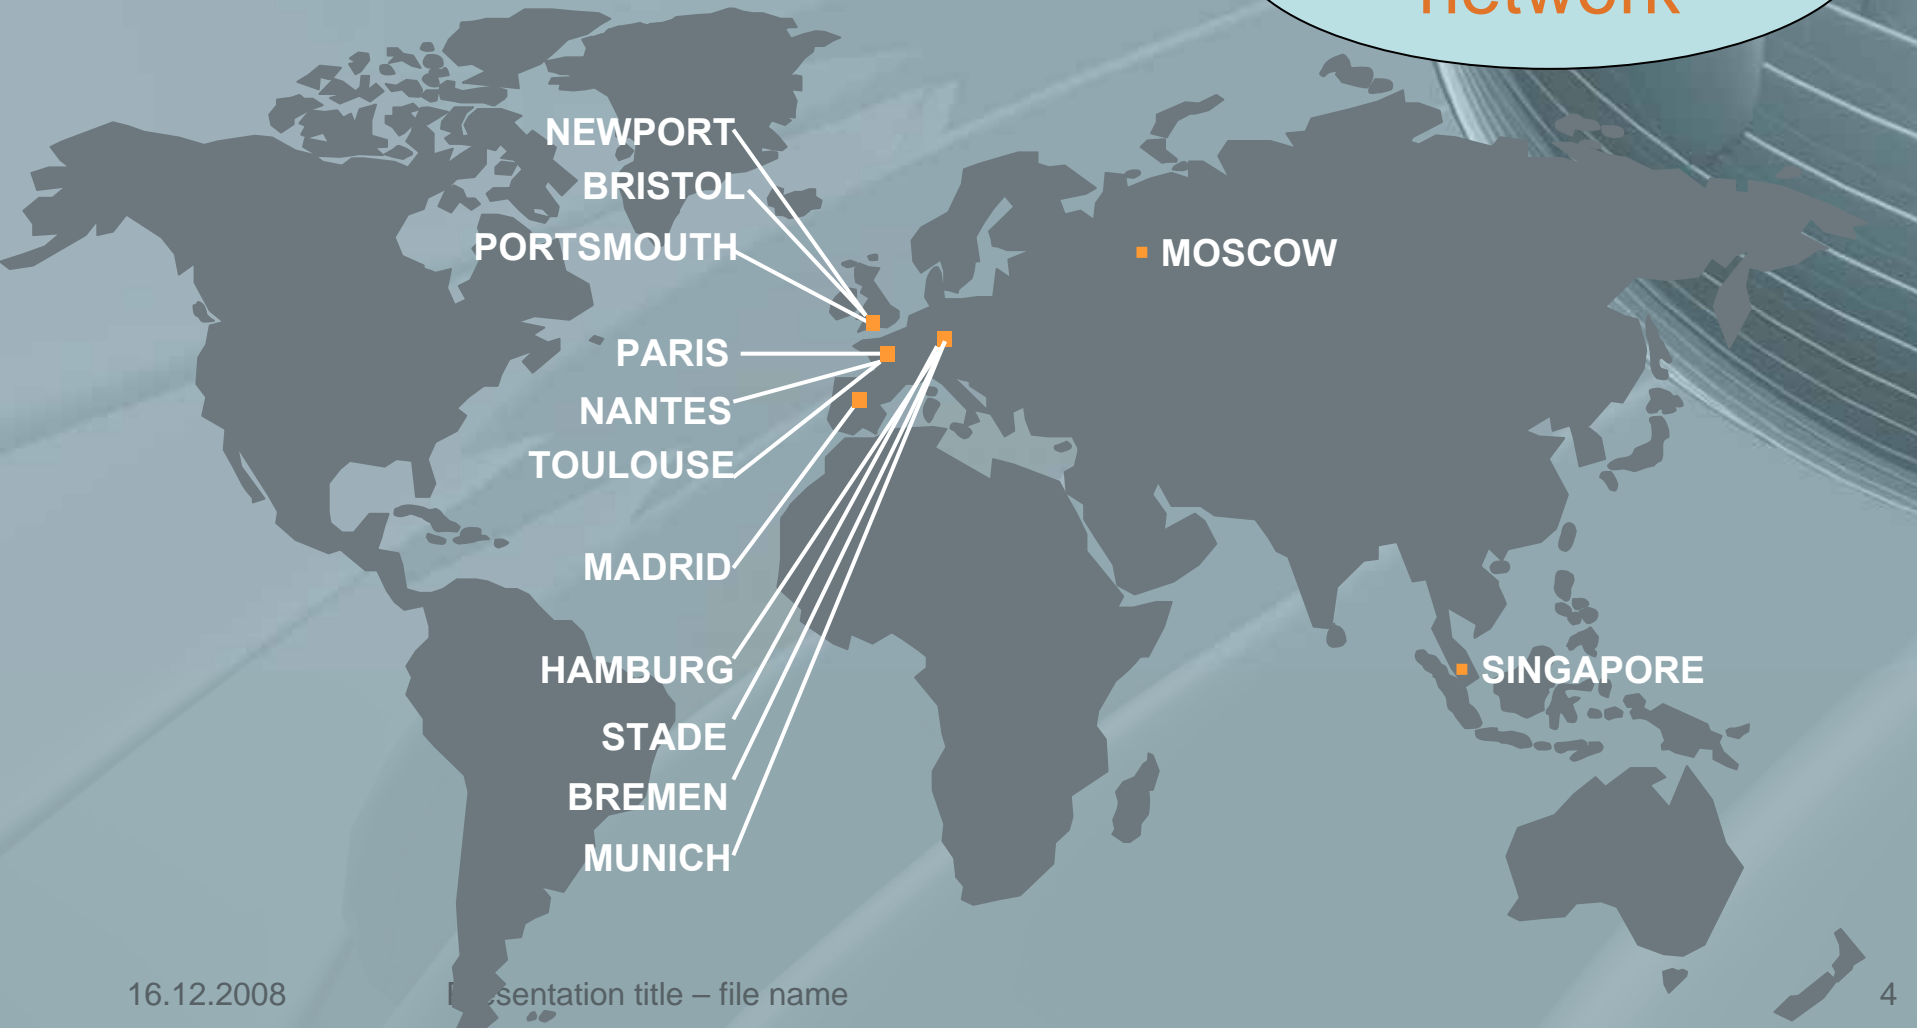 network
NEWPORT
BRISTOL
PORTSMOUTH
MOSCOW
PARIS
NANTES
TOULOUSE
MADRID
HAMBURG
SINGAPORE
STADE
BREMEN
MUNICH
16.12.2008
Presentation title – file name
4